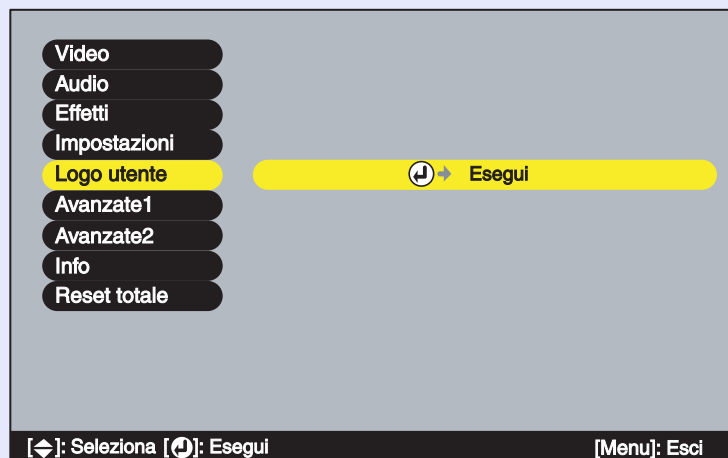 Video
Audio
Effetti
Impostazioni
Logo utente
Esegui
Avanzate1
Avanzate2
Info
Reset totale
[]: Seleziona []: Esegui
[Menu]: Esci